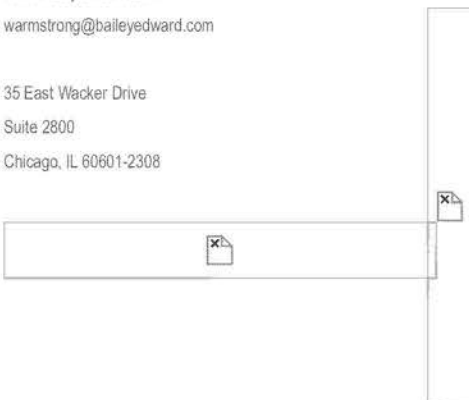 warmstrong@baileyedward.com
35 East Wacker Drive
Suite 2800
Chicago, IL 60601-2308